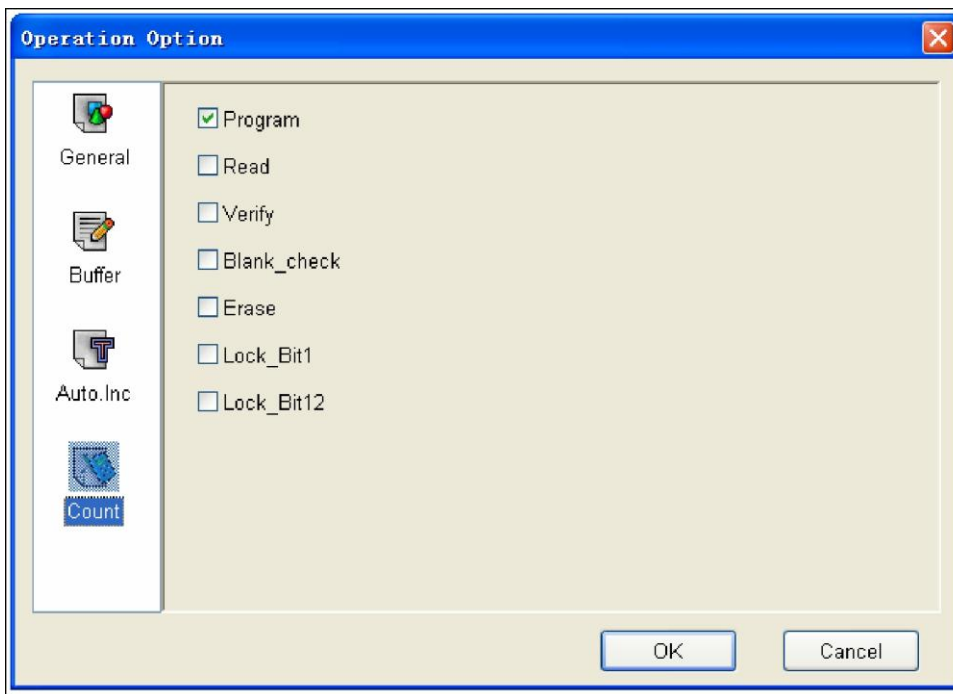 Operation Option
General
Buffer
Auto.Inc
Count
Program
Read
Verify
Blank_check
Erase
Lock_Bit1
Lock_Bit12
OK
Cancel